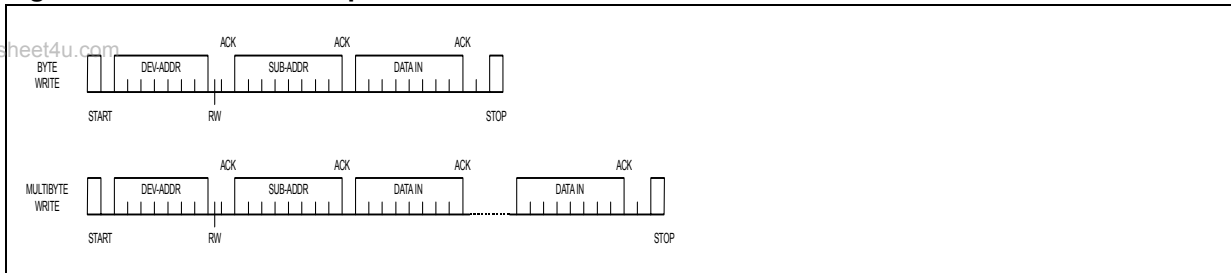 sheet4u.com
ACK ACK ACK
BYTE WRITE DEV-ADDR SUB-ADDR DATA IN
START RW STOP
ACK ACK ACK ACK
MULTIBYTE WRITE DEV-ADDR SUB-ADDR DATA IN DATA IN
START RW STOP